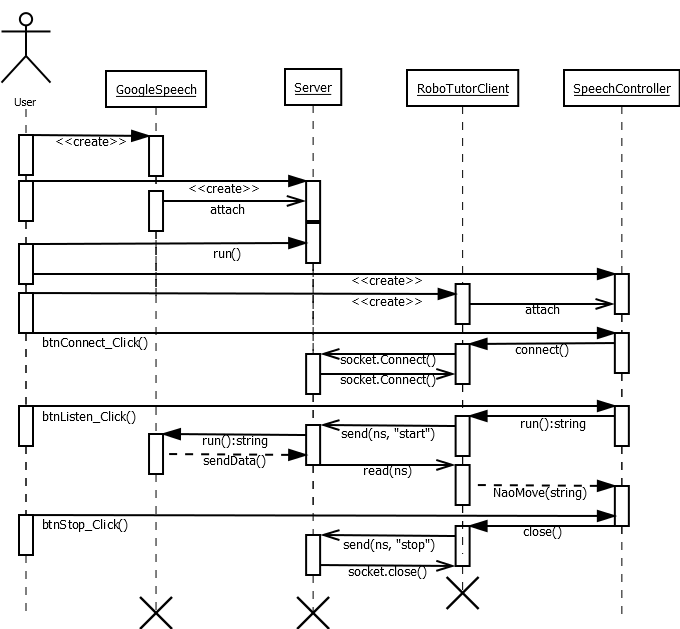 GoogleSpeech
Server
RoboTutorClient
SpeechController
User
<<create>>
<<create>>
attach
run()
<<create>>
<<create>>
attach
btnConnect_Click()
connect()
socket.Connect()
socket.Connect()
btnListen_Click()
run():string
send(ns, "start")
run():string
sendData()
read(ns)
NaoMove(string)
btnStop_Click()
close()
send(ns, "stop")
socket.close()